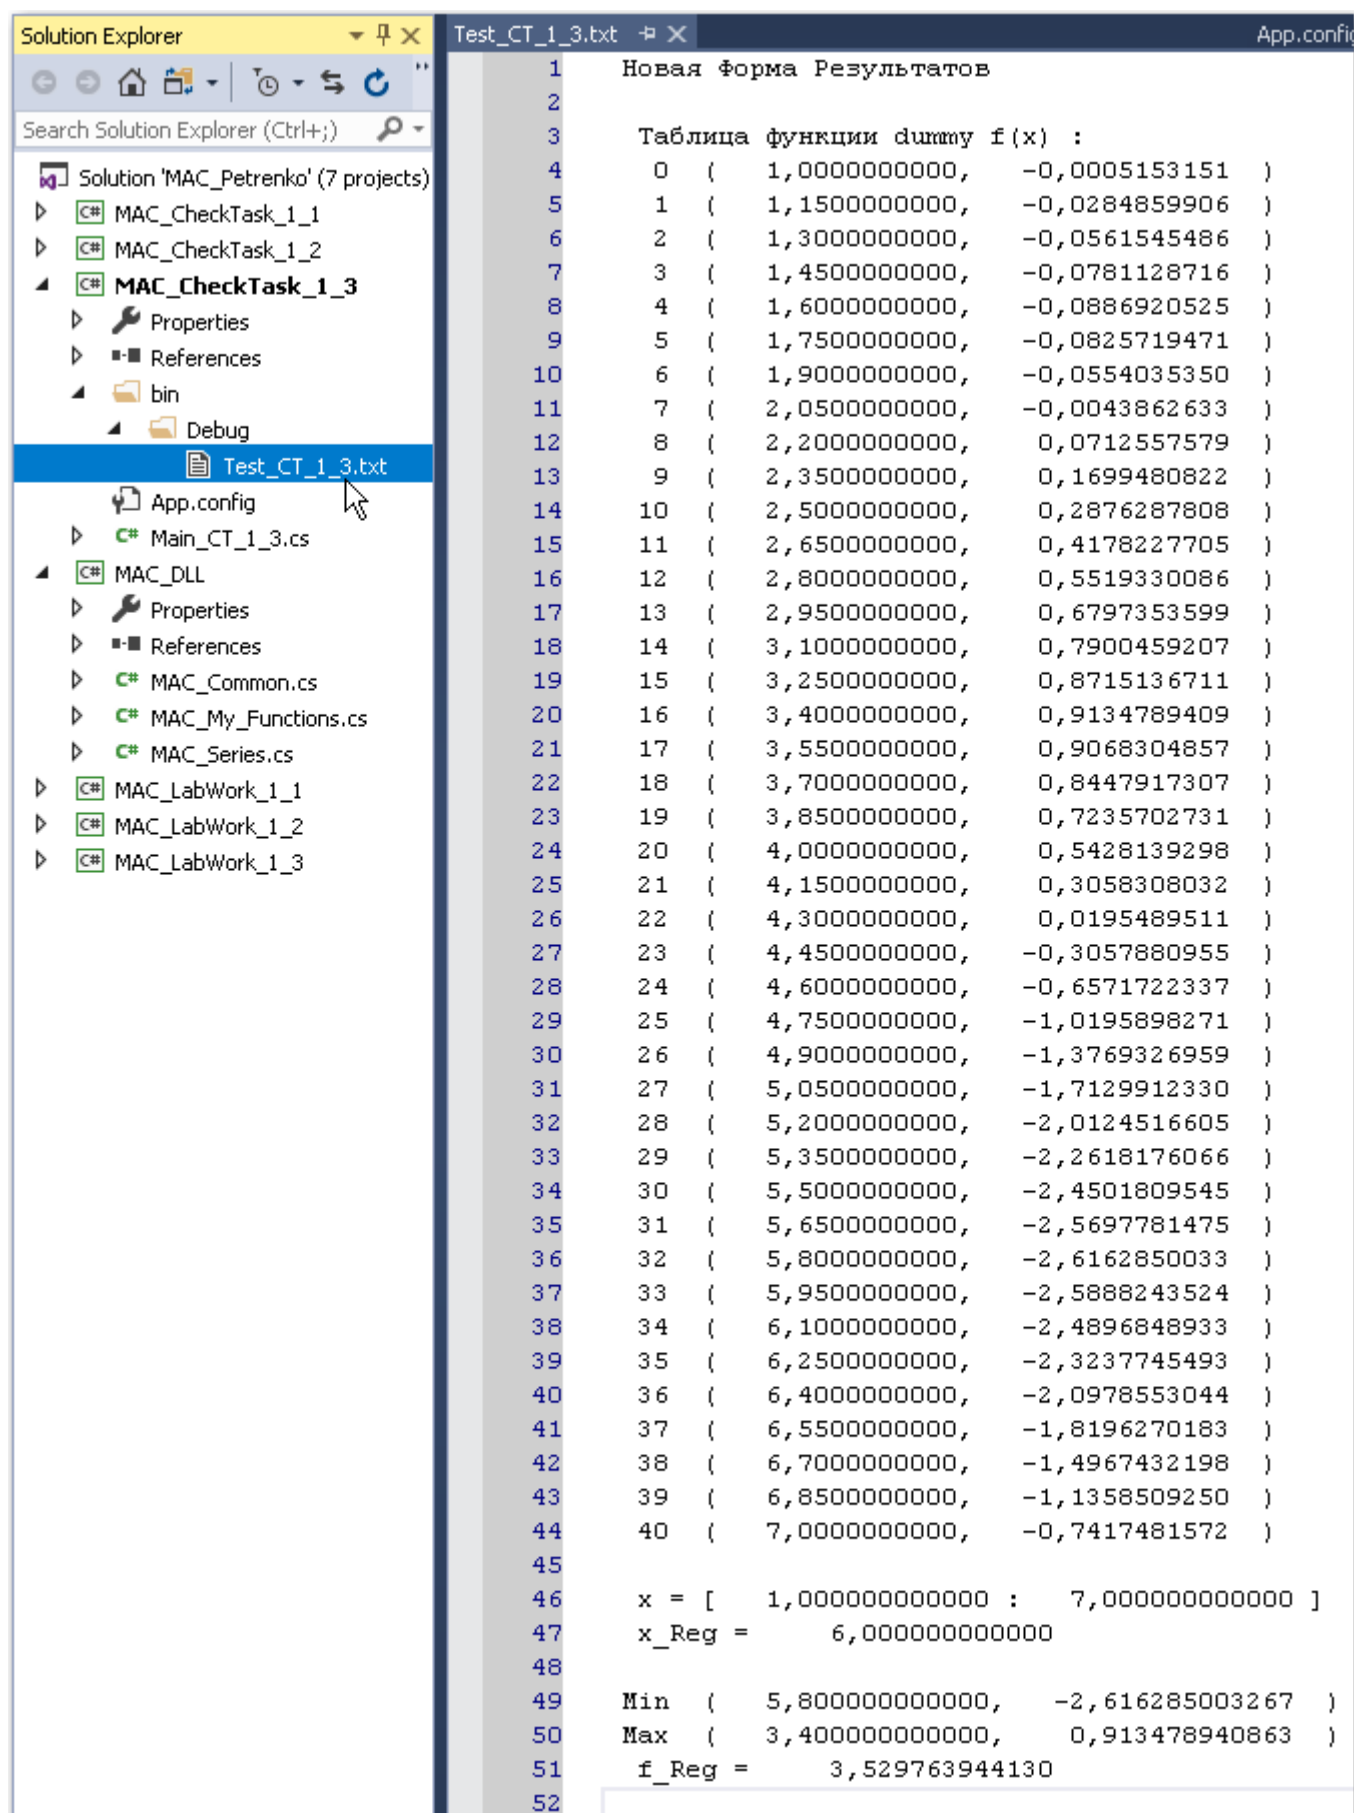 Solution Explorer
Search Solution Explorer (Ctrl+;)
Solution 'MAC_Petrenko' (7 projects)
C# MAC_CheckTask_1_1
C# MAC_CheckTask_1_2
C# MAC_CheckTask_1_3
Properties
References
bin
Debug
Test_CT_1_3.txt
App.config
C# Main_CT_1_3.cs
C# MAC_DLL
Properties
References
C# MAC_Common.cs
C# MAC_My_Functions.cs
C# MAC_Series.cs
C# MAC_LabWork_1_1
C# MAC_LabWork_1_2
C# MAC_LabWork_1_3
Test_CT_1_3.txt App.config
1 Новая Форма Результатов
2
3 Таблица функции dummy f(x) :
4 0 ( 1,0000000000, -0,0005153151 )
5 1 ( 1,1500000000, -0,0284859906 )
6 2 ( 1,3000000000, -0,0561545486 )
7 3 ( 1,4500000000, -0,0781128716 )
8 4 ( 1,6000000000, -0,0886920525 )
9 5 ( 1,7500000000, -0,0825719471 )
10 6 ( 1,9000000000, -0,0554035350 )
11 7 ( 2,0500000000, -0,0043862633 )
12 8 ( 2,2000000000, 0,0712557579 )
13 9 ( 2,3500000000, 0,1699480822 )
14 10 ( 2,5000000000, 0,2876287808 )
15 11 ( 2,6500000000, 0,4178227705 )
16 12 ( 2,8000000000, 0,5519330086 )
17 13 ( 2,9500000000, 0,6797353599 )
18 14 ( 3,1000000000, 0,7900459207 )
19 15 ( 3,2500000000, 0,8715136711 )
20 16 ( 3,4000000000, 0,9134789409 )
21 17 ( 3,5500000000, 0,9068304857 )
22 18 ( 3,7000000000, 0,8447917307 )
23 19 ( 3,8500000000, 0,7235702731 )
24 20 ( 4,0000000000, 0,5428139298 )
25 21 ( 4,1500000000, 0,3058308032 )
26 22 ( 4,3000000000, 0,0195489511 )
27 23 ( 4,4500000000, -0,3057880955 )
28 24 ( 4,6000000000, -0,6571722337 )
29 25 ( 4,7500000000, -1,0195898271 )
30 26 ( 4,9000000000, -1,3769326959 )
31 27 ( 5,0500000000, -1,7129912330 )
32 28 ( 5,2000000000, -2,0124516605 )
33 29 ( 5,3500000000, -2,2618176066 )
34 30 ( 5,5000000000, -2,4501809545 )
35 31 ( 5,6500000000, -2,5697781475 )
36 32 ( 5,8000000000, -2,6162850033 )
37 33 ( 5,9500000000, -2,5888243524 )
38 34 ( 6,1000000000, -2,4896848933 )
39 35 ( 6,2500000000, -2,3237745493 )
40 36 ( 6,4000000000, -2,0978553044 )
41 37 ( 6,5500000000, -1,8196270183 )
42 38 ( 6,7000000000, -1,4967432198 )
43 39 ( 6,8500000000, -1,1358509250 )
44 40 ( 7,0000000000, -0,7417481572 )
45
46 x = [ 1,000000000000 : 7,000000000000 ]
47 x_Reg = 6,000000000000
48
49 Min ( 5,800000000000, -2,616285003267 )
50 Max ( 3,400000000000, 0,913478940863 )
51 f_Reg = 3,529763944130
52